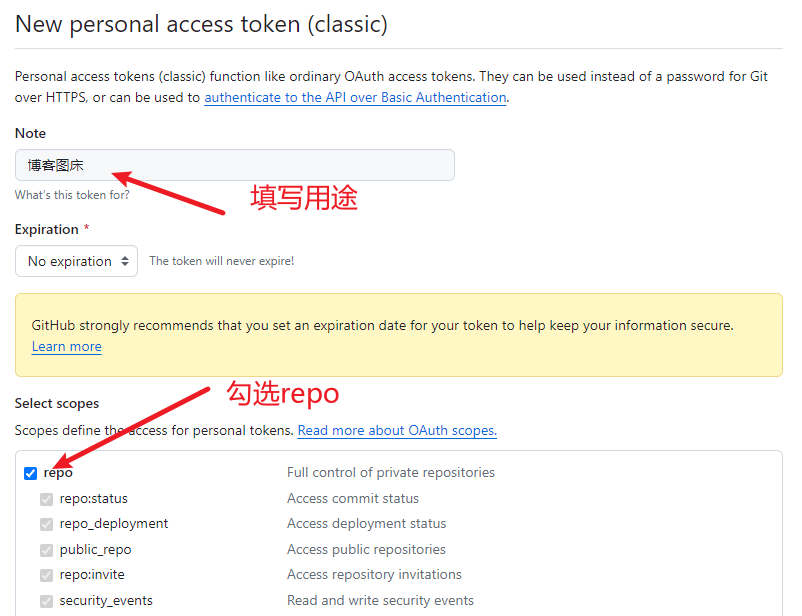 New personal access token (classic)
Personal access tokens (classic) function like ordinary OAuth access tokens. They can be used instead of a password for Git
over HTTPS, or can be used to authenticate to the API over Basic Authentication.
Note
博客图床
What's this token for?
填写用途
Expiration *
No expiration
The token will never expire!
GitHub strongly recommends that you set an expiration date for your token to help keep your information secure.
Learn more
勾选repo
Select scopes
Scopes define the access for personal tokens. Read more about OAuth scopes.
repo Full control of private repositories
repo:status Access commit status
repo_deployment Access deployment status
public_repo Access public repositories
repo:invite Access repository invitations
security_events Read and write security events